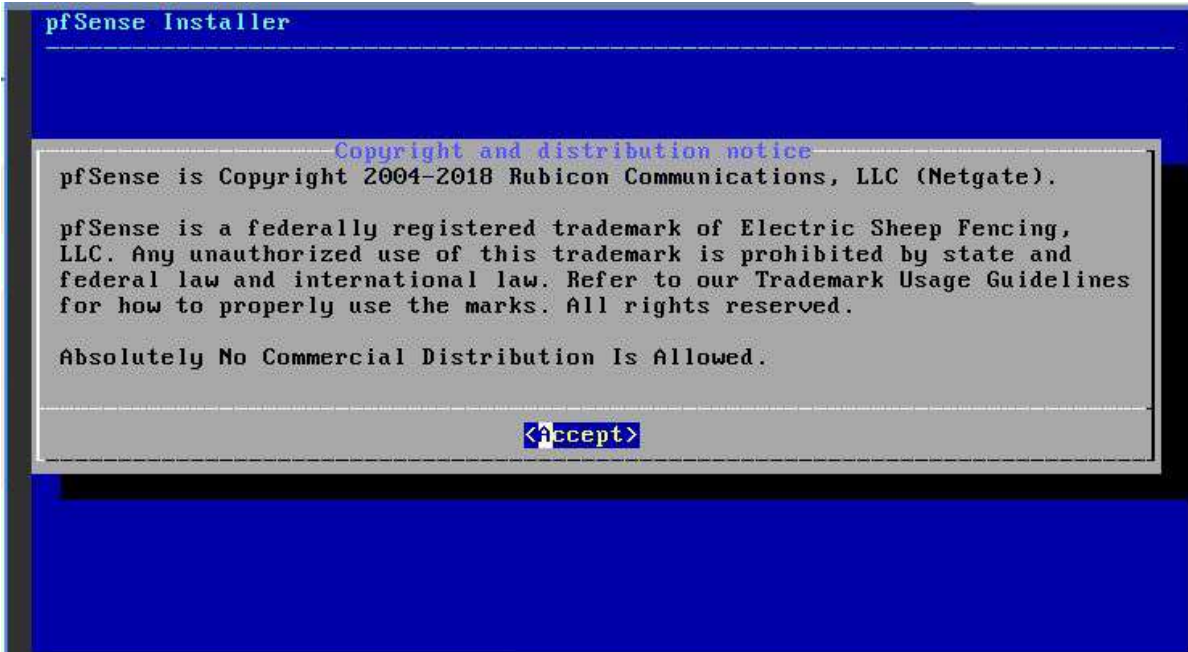 pfSense Installer
Copyright and distribution notice
pfSense is Copyright 2004-2018 Rubicon Communications, LLC (Netgate).
pfSense is a federally registered trademark of Electric Sheep Fencing,
LLC. Any unauthorized use of this trademark is prohibited by state and
federal law and international law. Refer to our Trademark Usage Guidelines
for how to properly use the marks. All rights reserved.
Absolutely No Commercial Distribution Is Allowed.
<Accept>